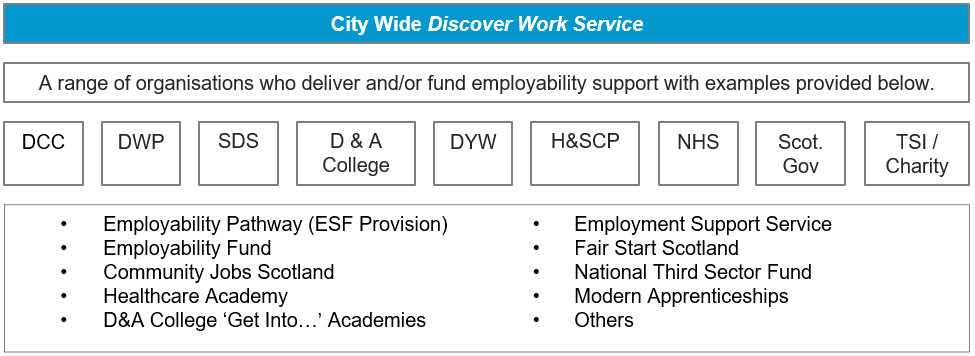 City Wide Discover Work Service
A range of organisations who deliver and/or fund employability support with examples provided below.
DCC
DWP
SDS
D & A
College
DYW
H&SCP
NHS
Scot.
Gov
TSI /
Charity
• Employability Pathway (ESF Provision)
• Employability Fund
• Community Jobs Scotland
• Healthcare Academy
• D&A College ‘Get Into…’ Academies
• Employment Support Service
• Fair Start Scotland
• National Third Sector Fund
• Modern Apprenticeships
• Others